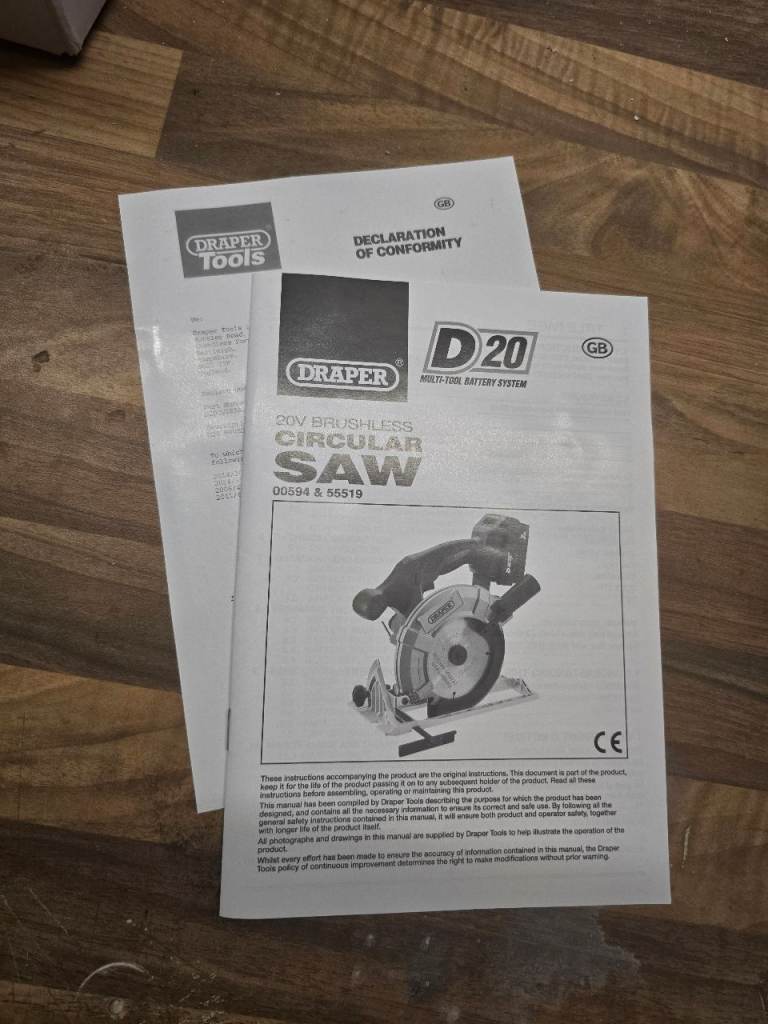 DRAPER
Tools
GB
DECLARATION
OF CONFORMITY
We:
Draper Tools
DRAPER®
D20
MULTI-TOOL BATTERY SYSTEM
GB
20V BRUSHLESS
CIRCULAR
SAW
00594 & 55519
DRAPER
CE
These instructions accompanying the product are the original instructions. This document is part of the product,
keep it for the life of the product passing it on to any subsequent holder of the product. Read all these
instructions before assembling, operating or maintaining this product.
This manual has been compiled by Draper Tools describing the purpose for which the product has been
designed, and contains all the necessary information to ensure its correct and safe use. By following all the
general safety instructions contained in this manual, it will ensure both product and operator safety, together
with longer life of the product itself.
All photographs and drawings in this manual are supplied by Draper Tools to help illustrate the operation of the
product.
Whilst every effort has been made to ensure the accuracy of information contained in this manual, the Draper
Tools policy of continuous improvement determines the right to make modifications without prior warning.